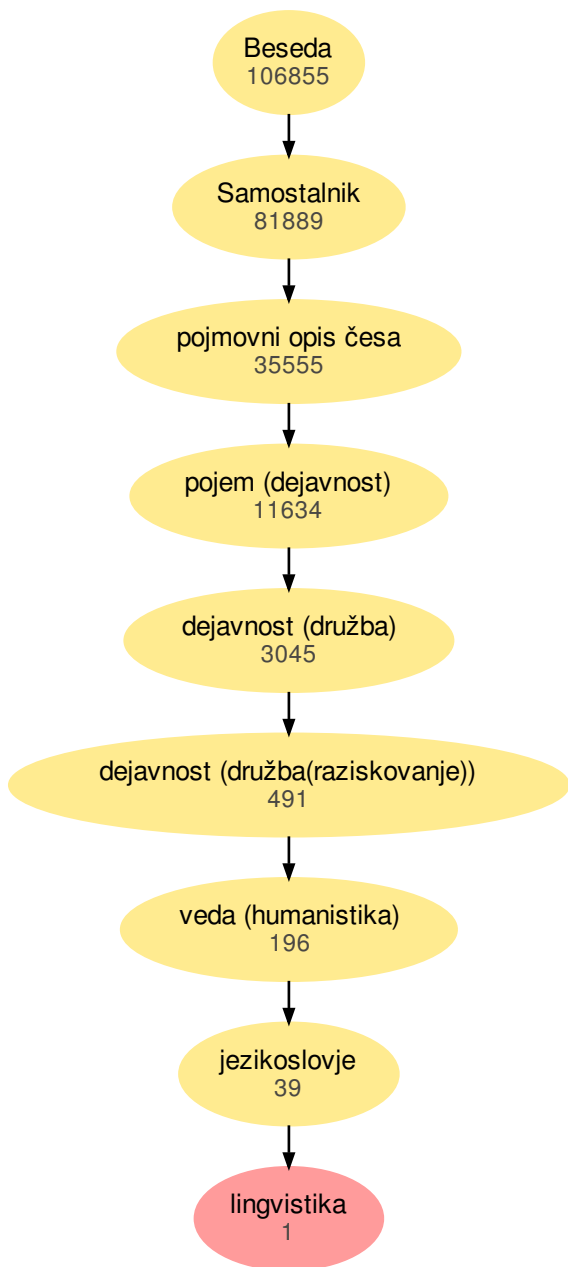 Beseda
106855
Samostalnik
81889
pojmovni opis česa
35555
pojem (dejavnost)
11634
dejavnost (družba)
3045
dejavnost (družba(raziskovanje))
491
veda (humanistika)
196
jezikoslovje
39
lingvistika
1